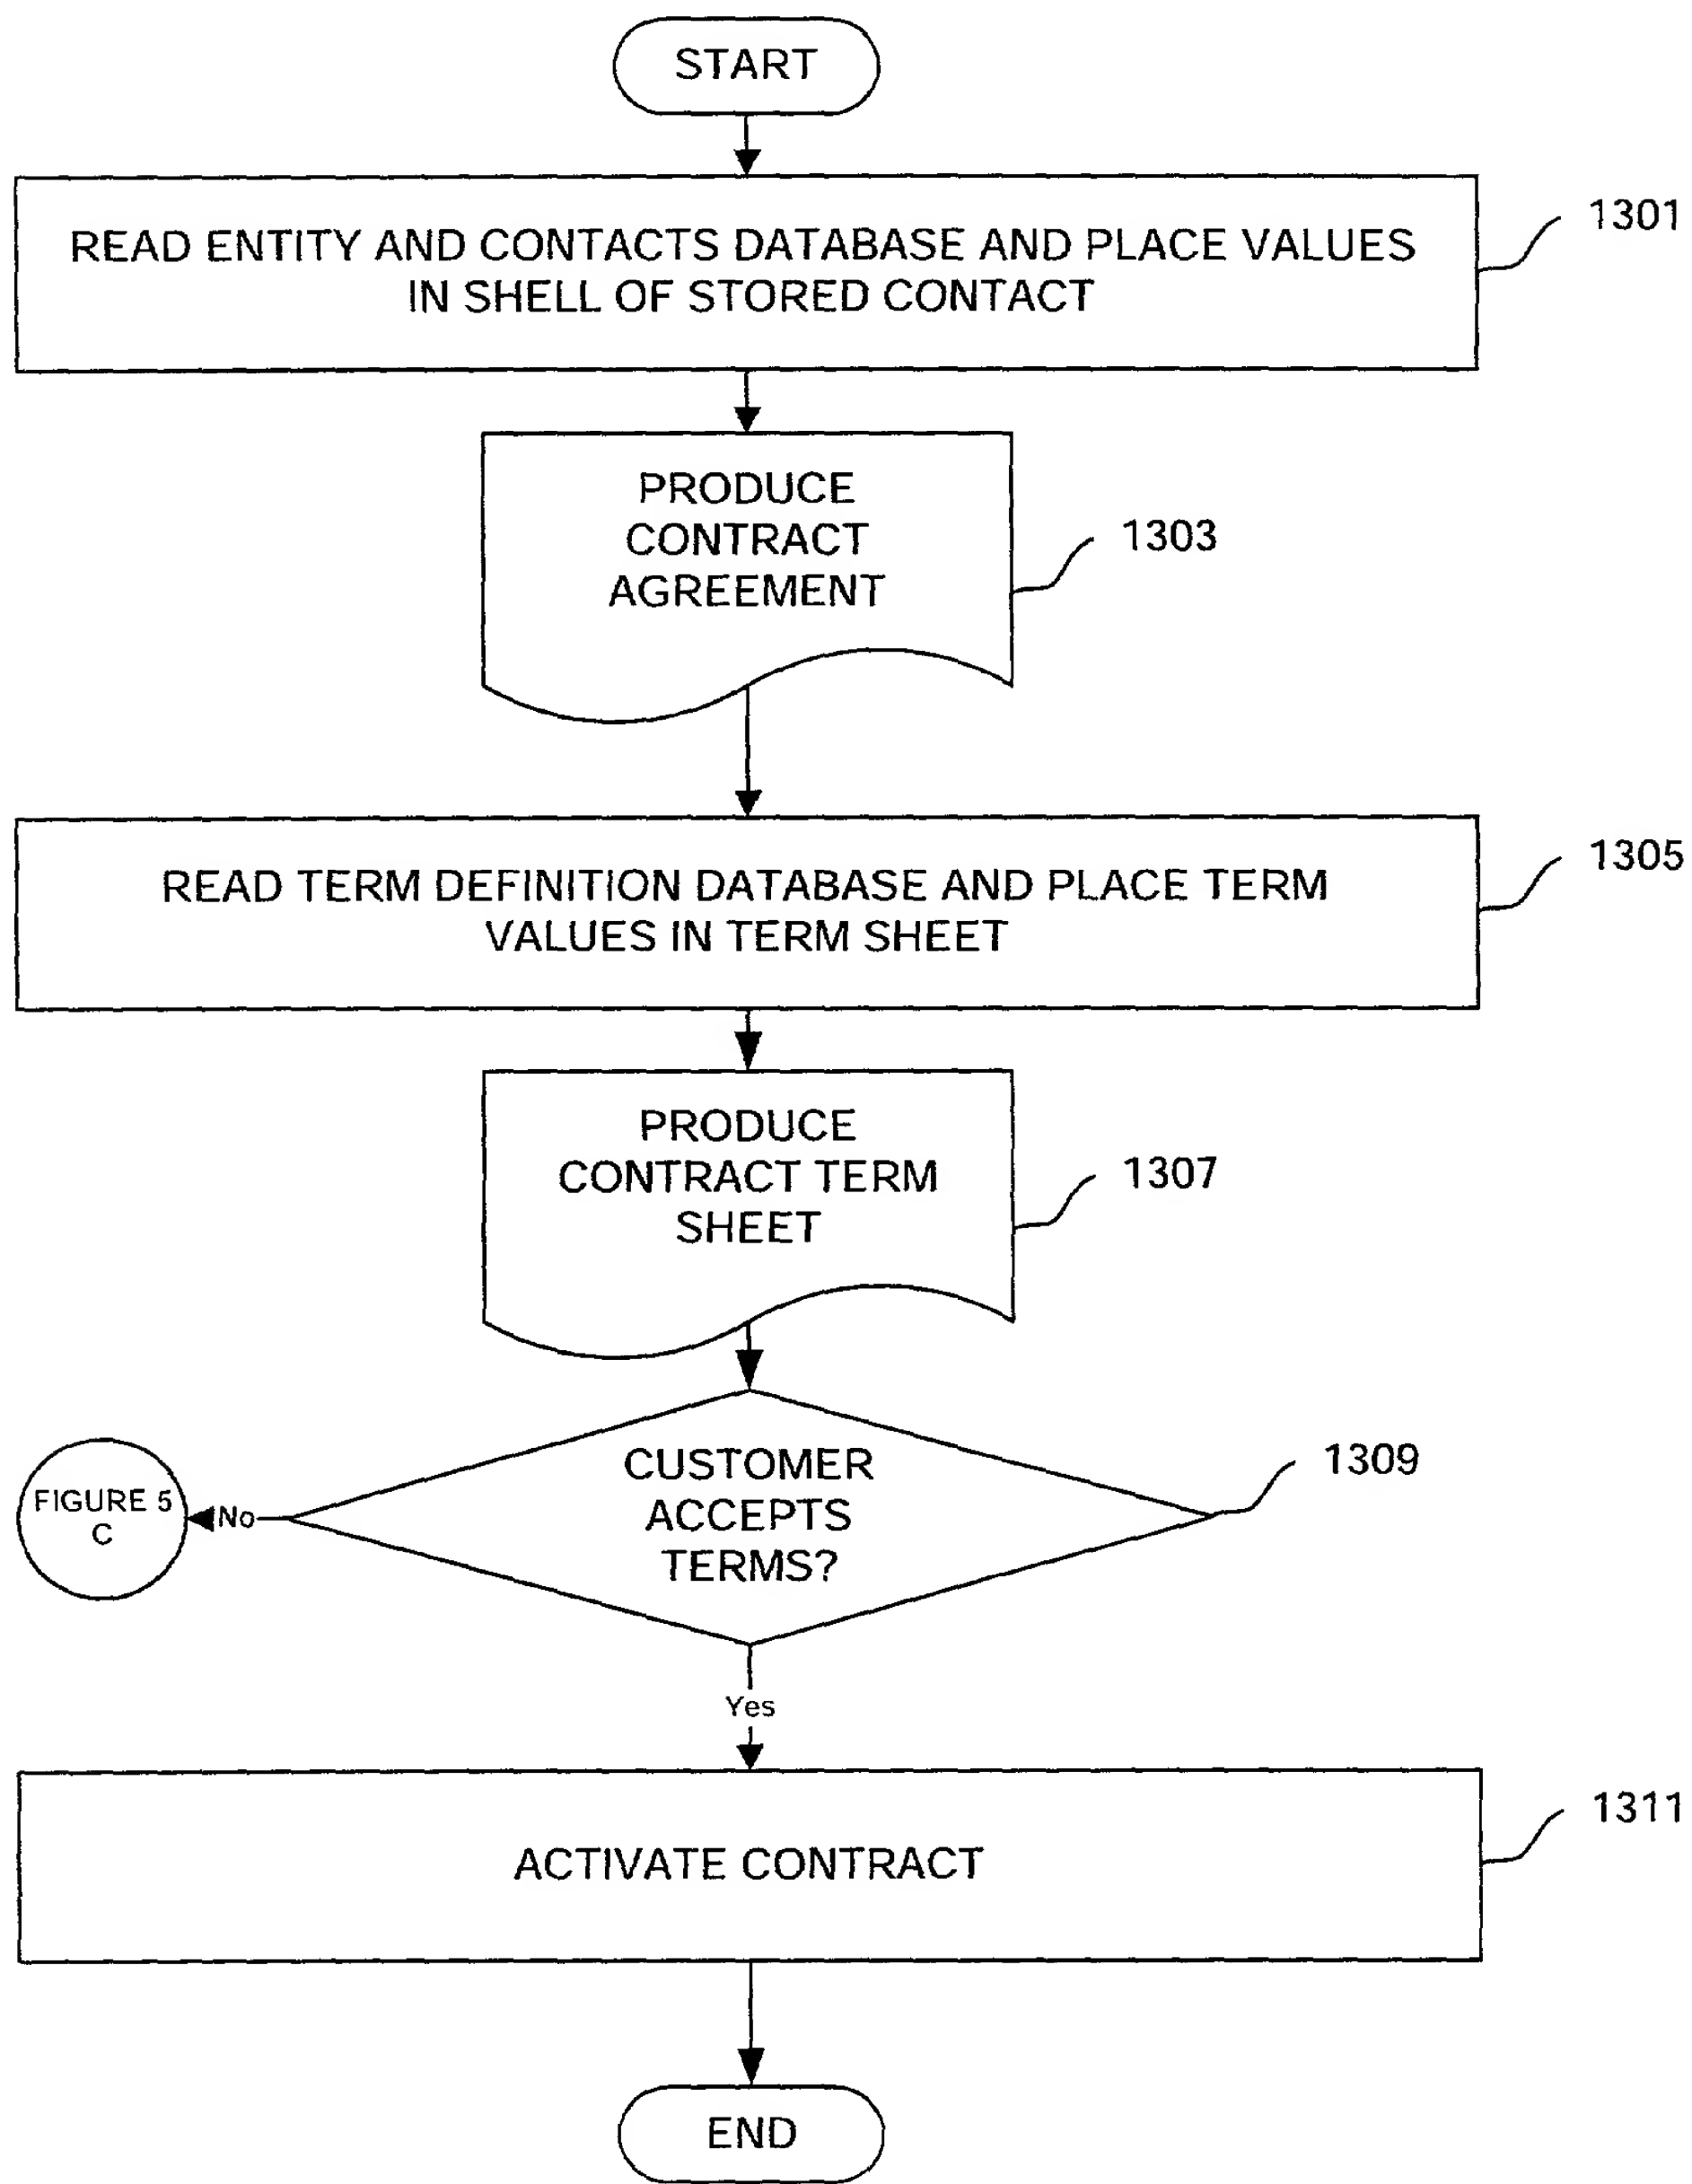 START
READ ENTITY AND CONTACTS DATABASE AND PLACE VALUES
IN SHELL OF STORED CONTACT
1301
PRODUCE
CONTRACT
AGREEMENT
1303
READ TERM DEFINITION DATABASE AND PLACE TERM
VALUES IN TERM SHEET
1305
PRODUCE
CONTRACT TERM
SHEET
1307
CUSTOMER
ACCEPTS
TERMS?
1309
No
FIGURE 5
C
Yes
ACTIVATE CONTRACT
1311
END